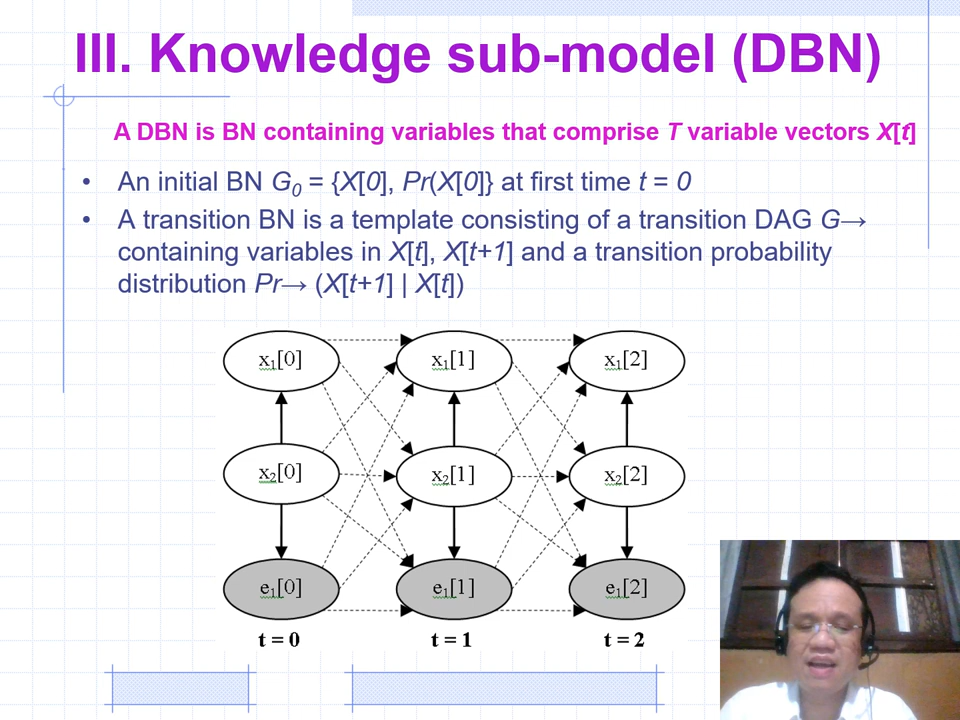 III. Knowledge sub-model (DBN)
A DBN is BN containing variables that comprise T variable vectors X[t]
• An initial BN G₀ = {X[0], Pr(X[0]} at first time t = 0
• A transition BN is a template consisting of a transition DAG G→
containing variables in X[t], X[t+1] and a transition probability
distribution Pr→ (X[t+1] | X[t])
x₁[0] x₁[1] x₁[2]
x₂[0] x₂[1] x₂[2]
e₁[0] e₁[1] e₁[2]
t = 0 t = 1 t = 2